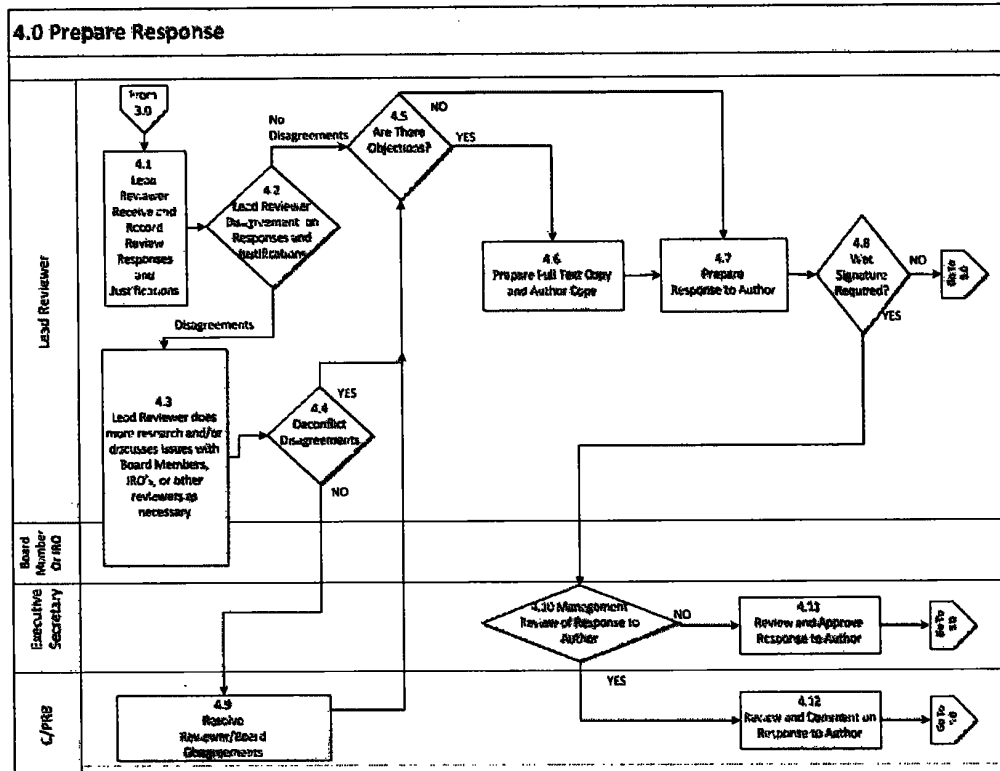 4.0 Prepare Response
From
3.0
4.1
Lead
Reviewer
Receive and
Record
Review
Responses
and
Justifications
No
Disagreements
4.2
Lead Reviewer
Disagreement on
Responses and
Justifications
4.5
Are There
Objections?
NO
YES
4.6
Prepare Full Text Copy
and Author Copy
4.7
Prepare
Response to Author
4.8
Wet
Signature
Required?
NO
YES
Go To
Lead Reviewer
Disagreements
4.3
Lead Reviewer does
more research and/or
discusses issues with
Board Members,
IRO's, or other
reviewers as
necessary
4.4
Deconflict
Disagreements
YES
NO
Board
Member
Or IRO
Executive
Secretary
4.10 Management
Review of Response to
Author
NO
YES
4.11
Review and Approve
Response to Author
Go To
C/PRB
4.9
Resolve
Reviewer/Board
Disagreements
4.12
Review and Comment on
Response to Author
Go To